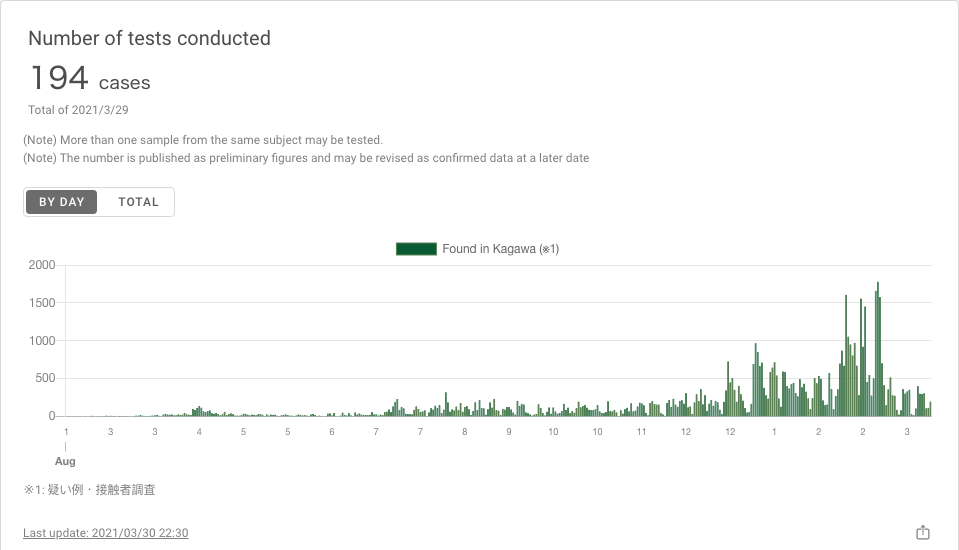 Number of tests conducted
194 cases
Total of 2021/3/29
(Note) More than one sample from the same subject may be tested.
(Note) The number is published as preliminary figures and may be revised as confirmed data at a later date
BY DAY TOTAL
Found in Kagawa (※1)
2000
1500
1000
500
0
1 3 3 4 5 5 6 7 7 8 9 10 10 11 12 12 1 2 2 3
Aug
※1: 疑い例・接触者調査
Last update: 2021/03/30 22:30